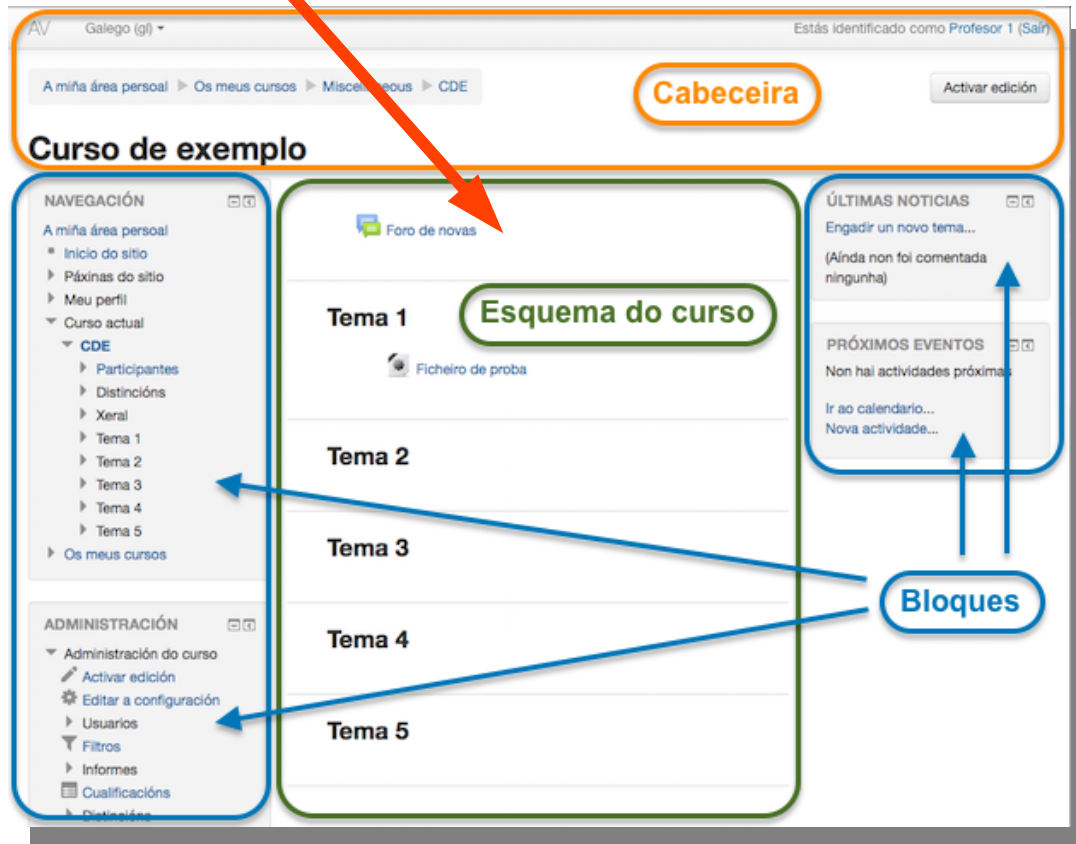 AV Galego (gl)
Estás identificado como Profesor 1 (Saír)
A miña área persoal Os meus cursos Miscellaneous CDE
Cabeceira
Activar edición
Curso de exemplo
NAVEGACIÓN
A miña área persoal
Inicio do sitio
Páxinas do sitio
Meu perfil
Curso actual
CDE
Participantes
Distincións
Xeral
Tema 1
Tema 2
Tema 3
Tema 4
Tema 5
Os meus cursos
ADMINISTRACIÓN
Administración do curso
Activar edición
Editar a configuración
Usuarios
Filtros
Informes
Cualificacións
Distincións
Foro de novas
Tema 1
Esquema do curso
Ficheiro de proba
Tema 2
Tema 3
Tema 4
Tema 5
ÚLTIMAS NOTICIAS
Engadir un novo tema...
(Aínda non foi comentada
ningunha)
PRÓXIMOS EVENTOS
Non hai actividades próximas
Ir ao calendario...
Nova actividade...
Bloques